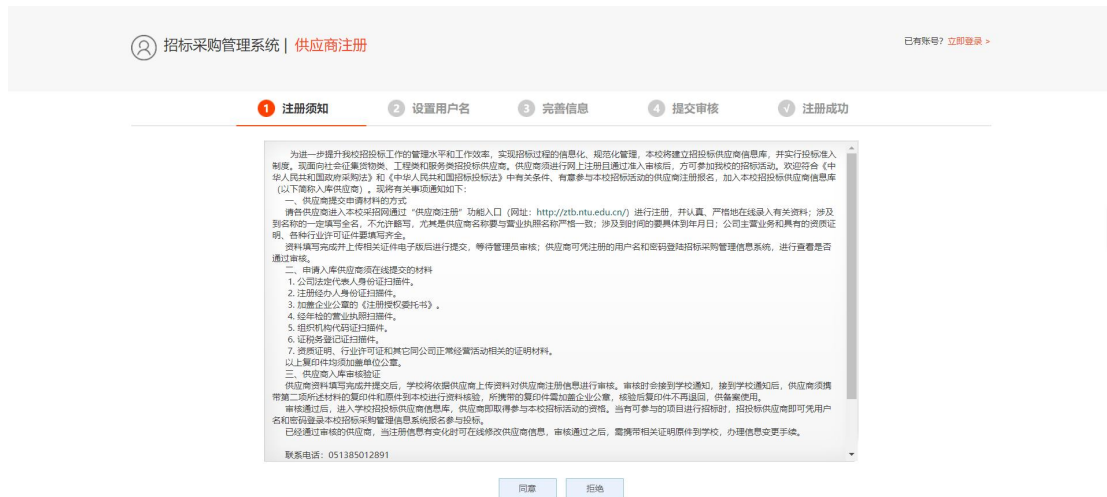 招标采购管理系统 | 供应商注册
已有账号？立即登录 >
1 注册须知
2 设置用户名
3 完善信息
4 提交审核
√ 注册成功
为进一步提升我校招投标工作的管理水平和工作效率，实现招标过程的信息化、规范化管理，本校将建立招投标供应商信息库，并实行投标准入
制度。现面向社会征集货物类、工程类和服务类招投标供应商。供应商须进行网上注册且通过准入审核后，方可参加我校的招标活动。欢迎符合《中
华人民共和国政府采购法》和《中华人民共和国招标投标法》中有关条件、有意参与本校招标活动的供应商注册报名，加入本校招投标供应商信息库
（以下简称入库供应商）。现将有关事项通知如下：
一、供应商提交申请材料的方式
请各供应商进入本校采招网通过“供应商注册”功能入口（网址：http://ztb.ntu.edu.cn/）进行注册，并认真、严格地在线录入有关资料；涉及
到名称的一定填写全名，不允许略写，尤其是供应商名称要与营业执照名称严格一致；涉及到时间的要具体到年月日；公司主营业务和具有的资质证
明、各种行业许可证件要填写齐全。
资料填写完成并上传相关证件电子版后进行提交，等待管理员审核；供应商可凭注册的用户名和密码登陆招标采购管理信息系统，进行查看是否
通过审核。
二、申请入库供应商须在线提交的材料
1. 公司法定代表人身份证扫描件。
2. 注册经办人身份证扫描件。
3. 加盖企业公章的《注册授权委托书》。
4. 经年检的营业执照扫描件。
5. 组织机构代码证扫描件。
6. 证税务登记证扫描件。
7. 资质证明、行业许可证和其它同公司正常经营活动相关的证明材料。
以上复印件均须加盖单位公章。
三、供应商入库审核验证
供应商资料填写完成并提交后，学校将依据供应商上传资料对供应商注册信息进行审核。审核时会接到学校通知，接到学校通知后，供应商须携
带第二项所述材料的复印件和原件到本校进行资料核验，所携带的复印件需加盖企业公章，核验后复印件不再退回，供备案使用。
审核通过后，进入学校招投标供应商信息库，供应商即取得参与本校招标活动的资格。当有可参与的项目进行招标时，招投标供应商即可凭用户
名和密码登录本校招标采购管理信息系统报名参与投标。
已经通过审核的供应商，当注册信息有变化时可在线修改供应商信息，审核通过之后，需携带相关证明原件到学校，办理信息变更手续。
联系电话：051385012891
同意
拒绝